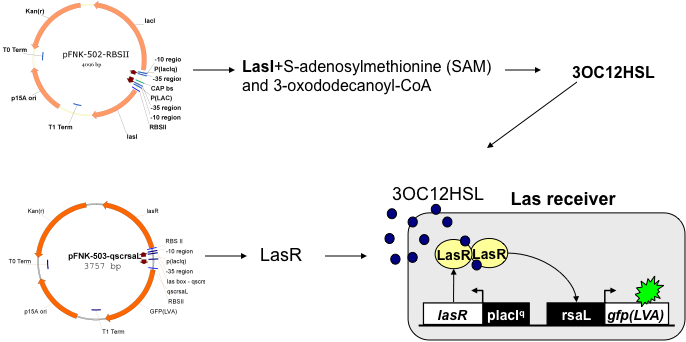 Kan(r)
lacI
pFNK-502-RBSII
T0 Term
-10 regio
P(lacIq)
-35 region
CAP bs
P(LAC)
-35 region
-10 region
RBSII
p15A ori
T1 Term
lasI
LasI+S-adenosylmethionine (SAM)
and 3-oxododecanoyl-CoA
3OC12HSL
Kan(r)
lasR
RBS II
-10 region
p(lacIq)
-35 region
las box - qscrs
qscrsaL
RBSII
GFP(LVA)
pFNK-503-qscrsaL
3757 bp
T0 Term
p15A ori
T1 Term
LasR
3OC12HSL
Las receiver
LasR
LasR
lasR
placIq
rsaL
gfp(LVA)